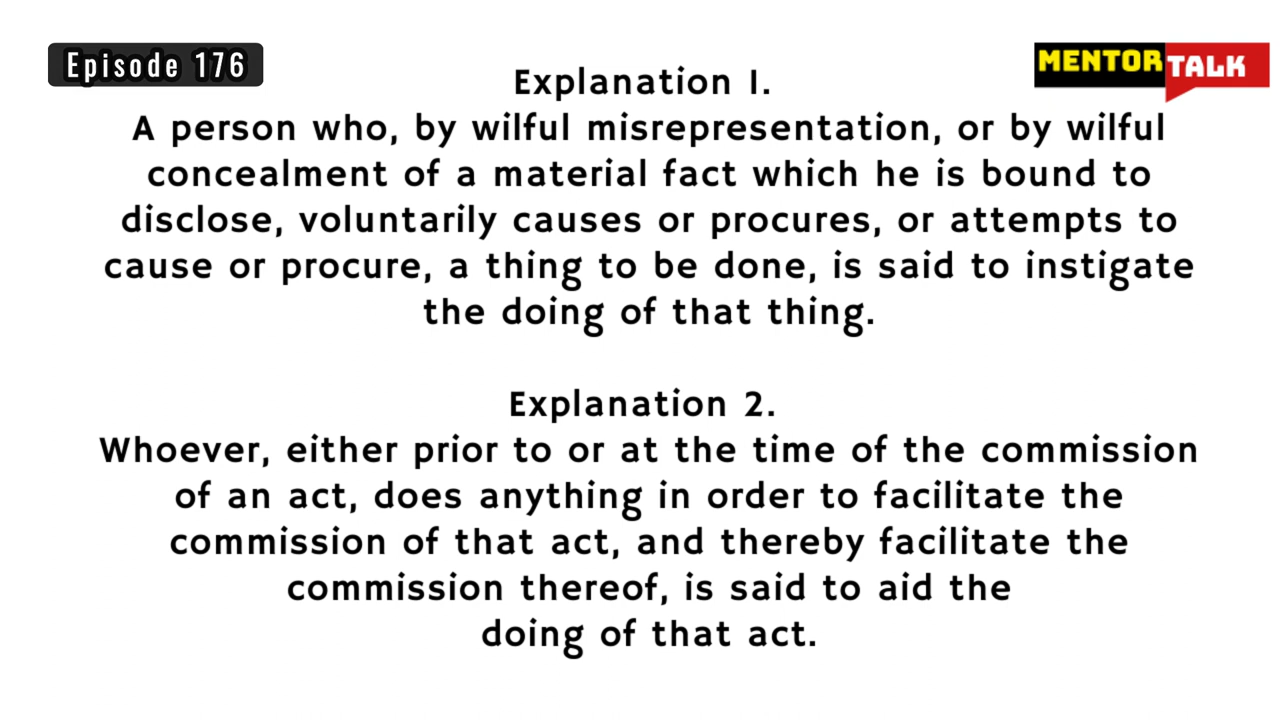 Episode 176
MENTOR TALK
Explanation 1.
A person who, by wilful misrepresentation, or by wilful
concealment of a material fact which he is bound to
disclose, voluntarily causes or procures, or attempts to
cause or procure, a thing to be done, is said to instigate
the doing of that thing.
Explanation 2.
Whoever, either prior to or at the time of the commission
of an act, does anything in order to facilitate the
commission of that act, and thereby facilitate the
commission thereof, is said to aid the
doing of that act.